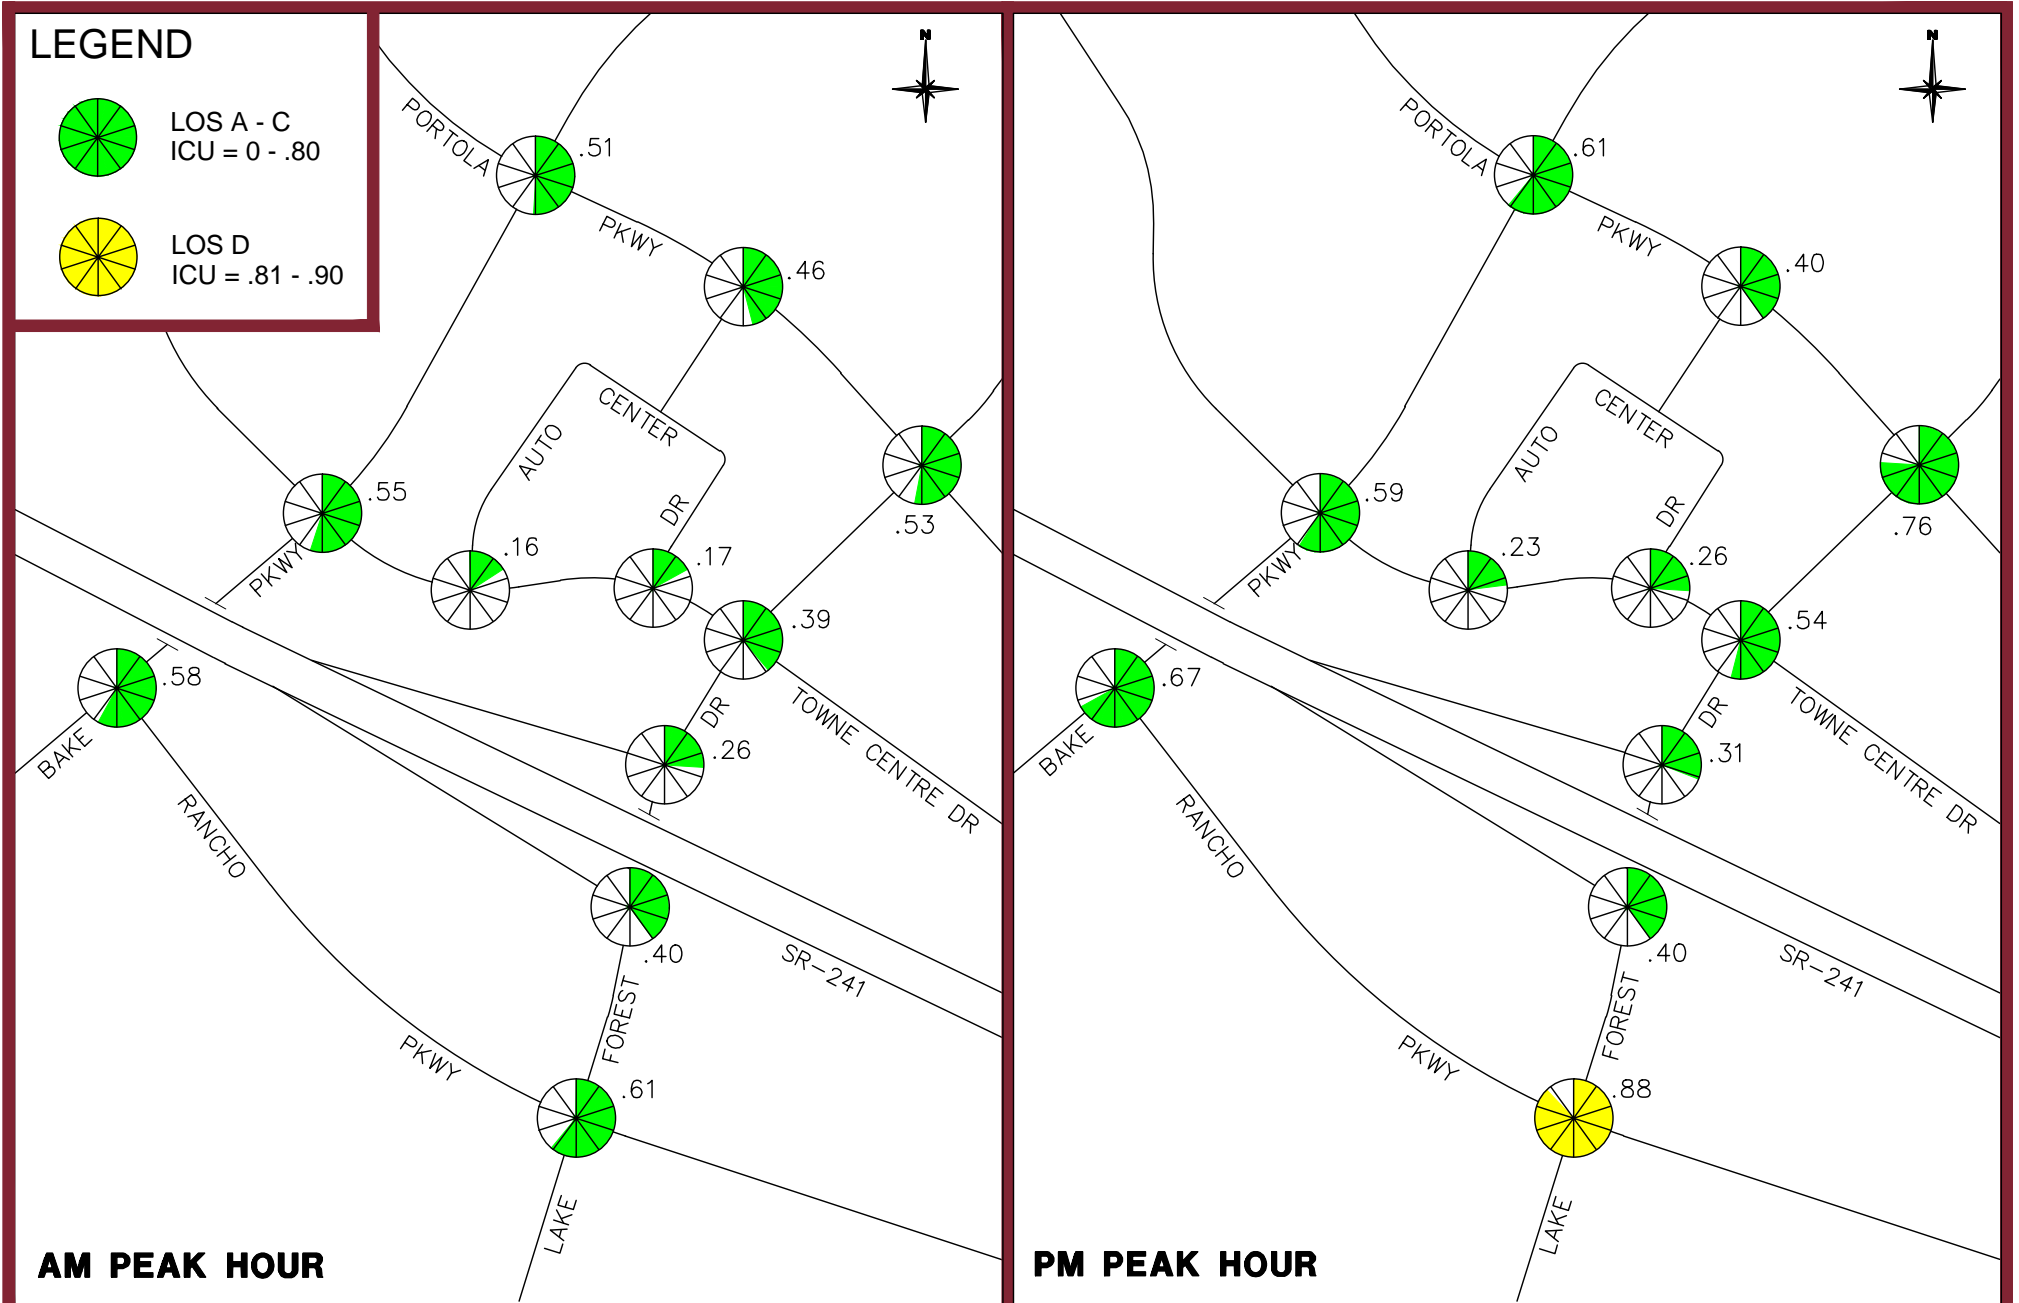 LEGEND
LOS A - C
ICU = 0 - .80
LOS D
ICU = .81 - .90
N
PORTOLA
.51
PKWY
.46
CENTER
AUTO
DR
.55
.53
.16
.17
PKWY
.39
.58
DR
TOWNE CENTRE DR
BAKE
.26
RANCHO
.40
SR-241
FOREST
PKWY
.61
LAKE
AM PEAK HOUR
N
PORTOLA
.61
PKWY
.40
CENTER
AUTO
DR
.59
.76
.23
.26
PKWY
.54
.67
DR
TOWNE CENTRE DR
BAKE
.31
RANCHO
.40
SR-241
FOREST
PKWY
.88
LAKE
PM PEAK HOUR